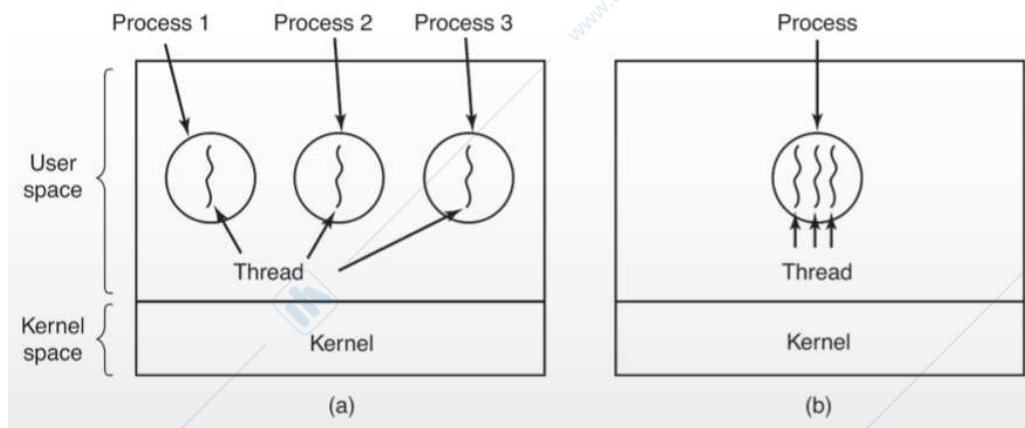 Process 1
Process 2
Process 3
Process
User
space
Thread
Thread
Kernel
space
Kernel
Kernel
(a)
(b)